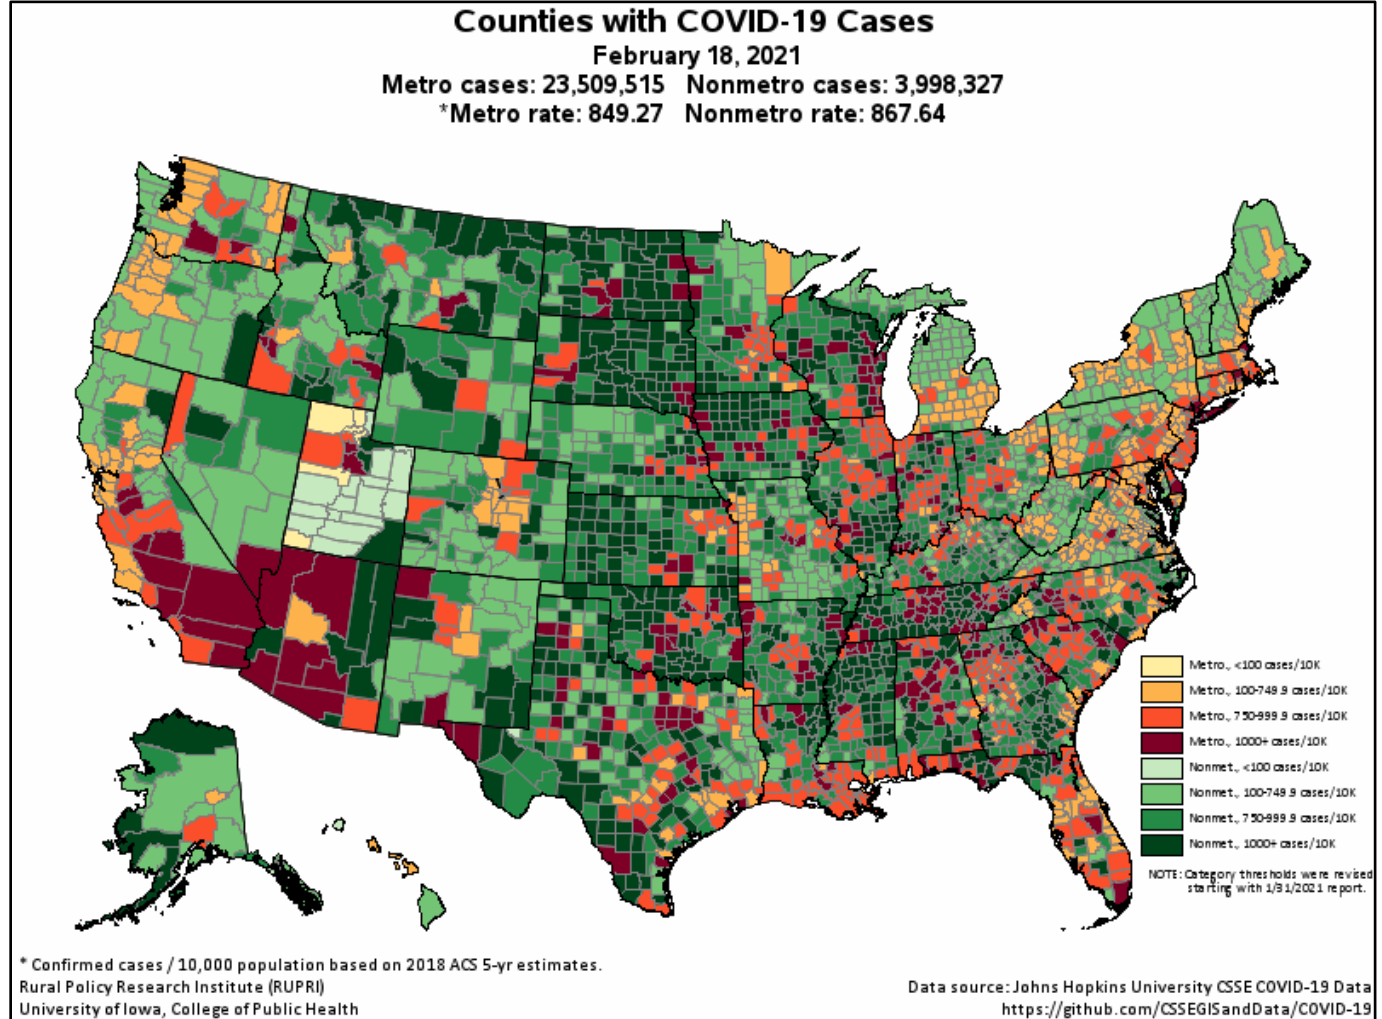 Counties with COVID-19 Cases
February 18, 2021
Metro cases: 23,509,515 Nonmetro cases: 3,998,327
*Metro rate: 849.27 Nonmetro rate: 867.64
Metro., <100 cases/10K
Metro., 100-749.9 cases/10K
Metro., 750-999.9 cases/10K
Metro., 1000+ cases/10K
Nonmet., <100 cases/10K
Nonmet., 100-749.9 cases/10K
Nonmet., 750-999.9 cases/10K
Nonmet., 1000+ cases/10K
NOTE: Category thresholds were revised
starting with 1/31/2021 report.
* Confirmed cases / 10,000 population based on 2018 ACS 5-yr estimates.
Rural Policy Research Institute (RUPRI)
University of Iowa, College of Public Health
Data source: Johns Hopkins University CSSE COVID-19 Data
https://github.com/CSSEGISandData/COVID-19